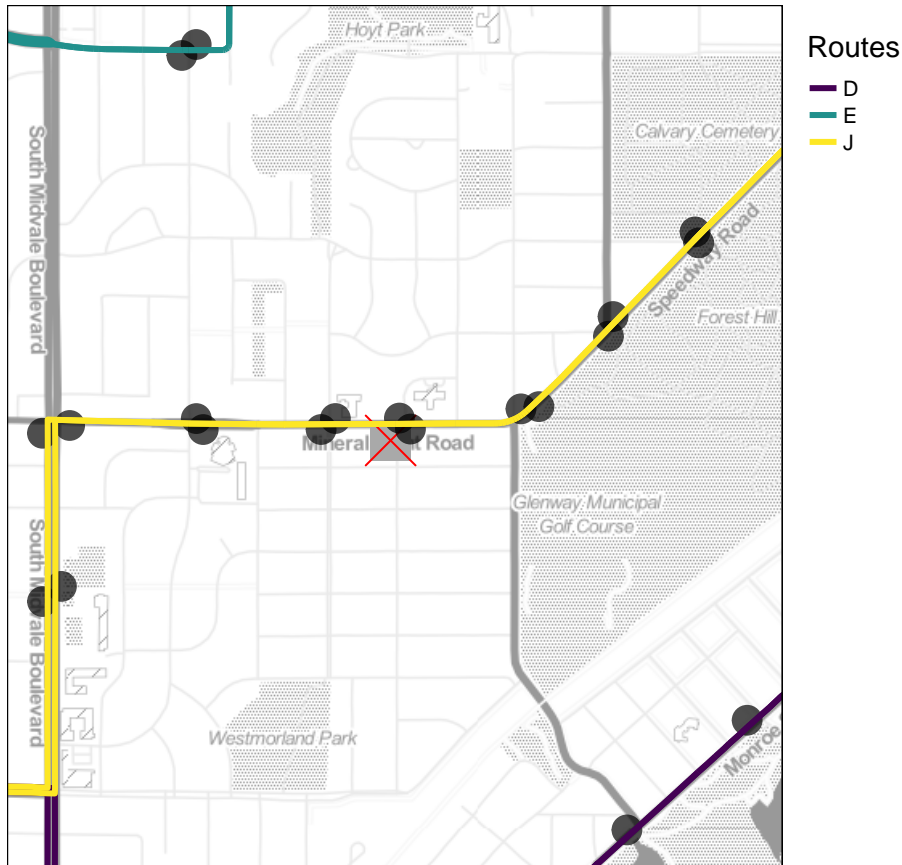 Hoyt Park
Routes
D
E
J
South Midvale Boulevard
Calvary Cemetery
Speedway Road
Forest Hill
Mineral Road
Glenway Municipal
Golf Course
South Midvale Boulevard
Westmorland Park
Monroe